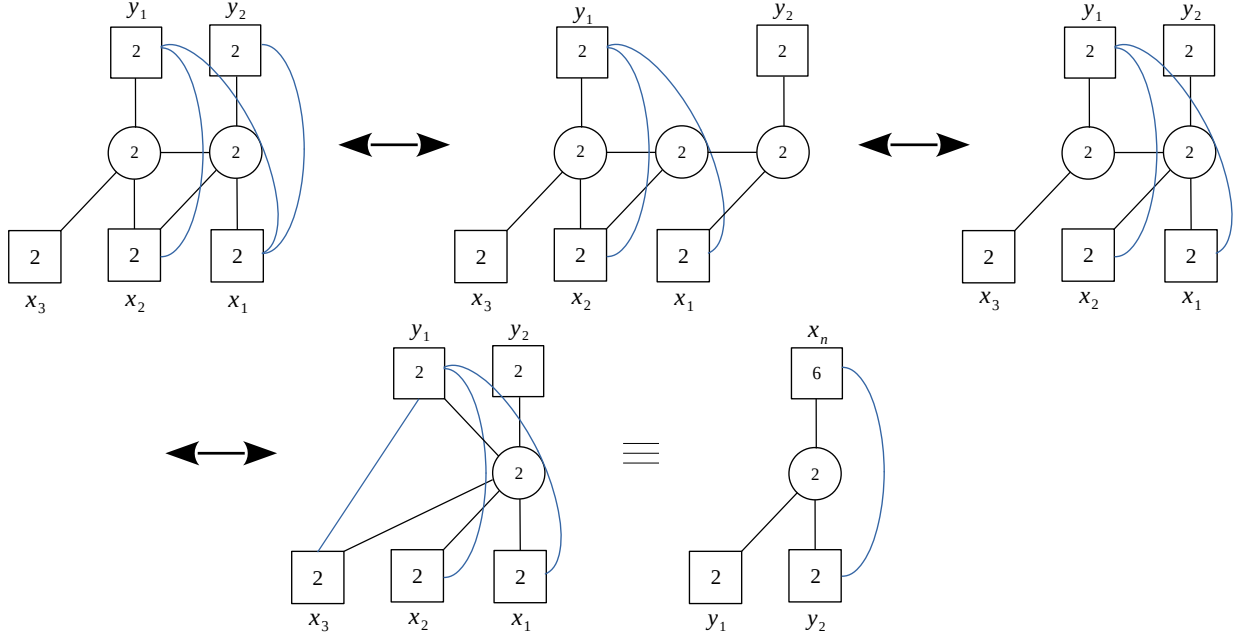 y₁ y₂ y₁ y₂ y₁ y₂
2 2 2 2 2 2
2 2 2 2 2 2 2
2 2 2 2 2 2 2 2 2
x₃ x₂ x₁ x₃ x₂ x₁ x₃ x₂ x₁
y₁ y₂ xₙ
2 2 6
2 2
2 2 2 2 2
x₃ x₂ x₁ y₁ y₂